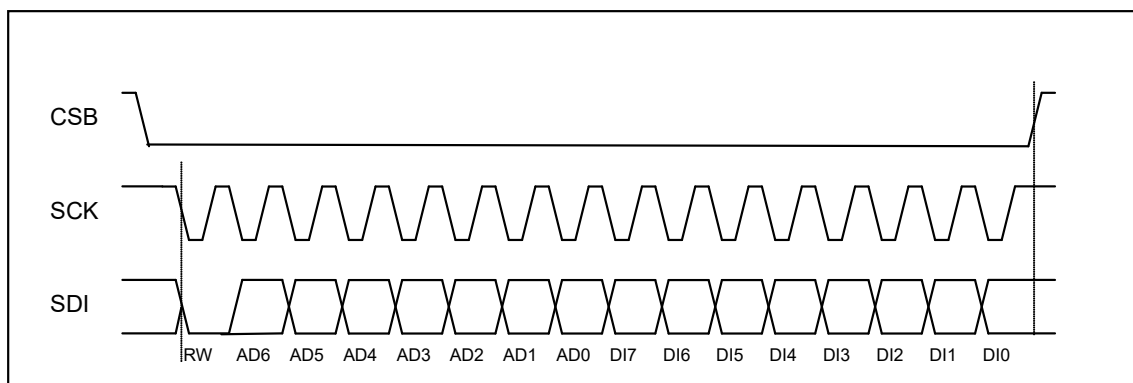 CSB
SCK
SDI
RW AD6 AD5 AD4 AD3 AD2 AD1 AD0 DI7 DI6 DI5 DI4 DI3 DI2 DI1 DI0